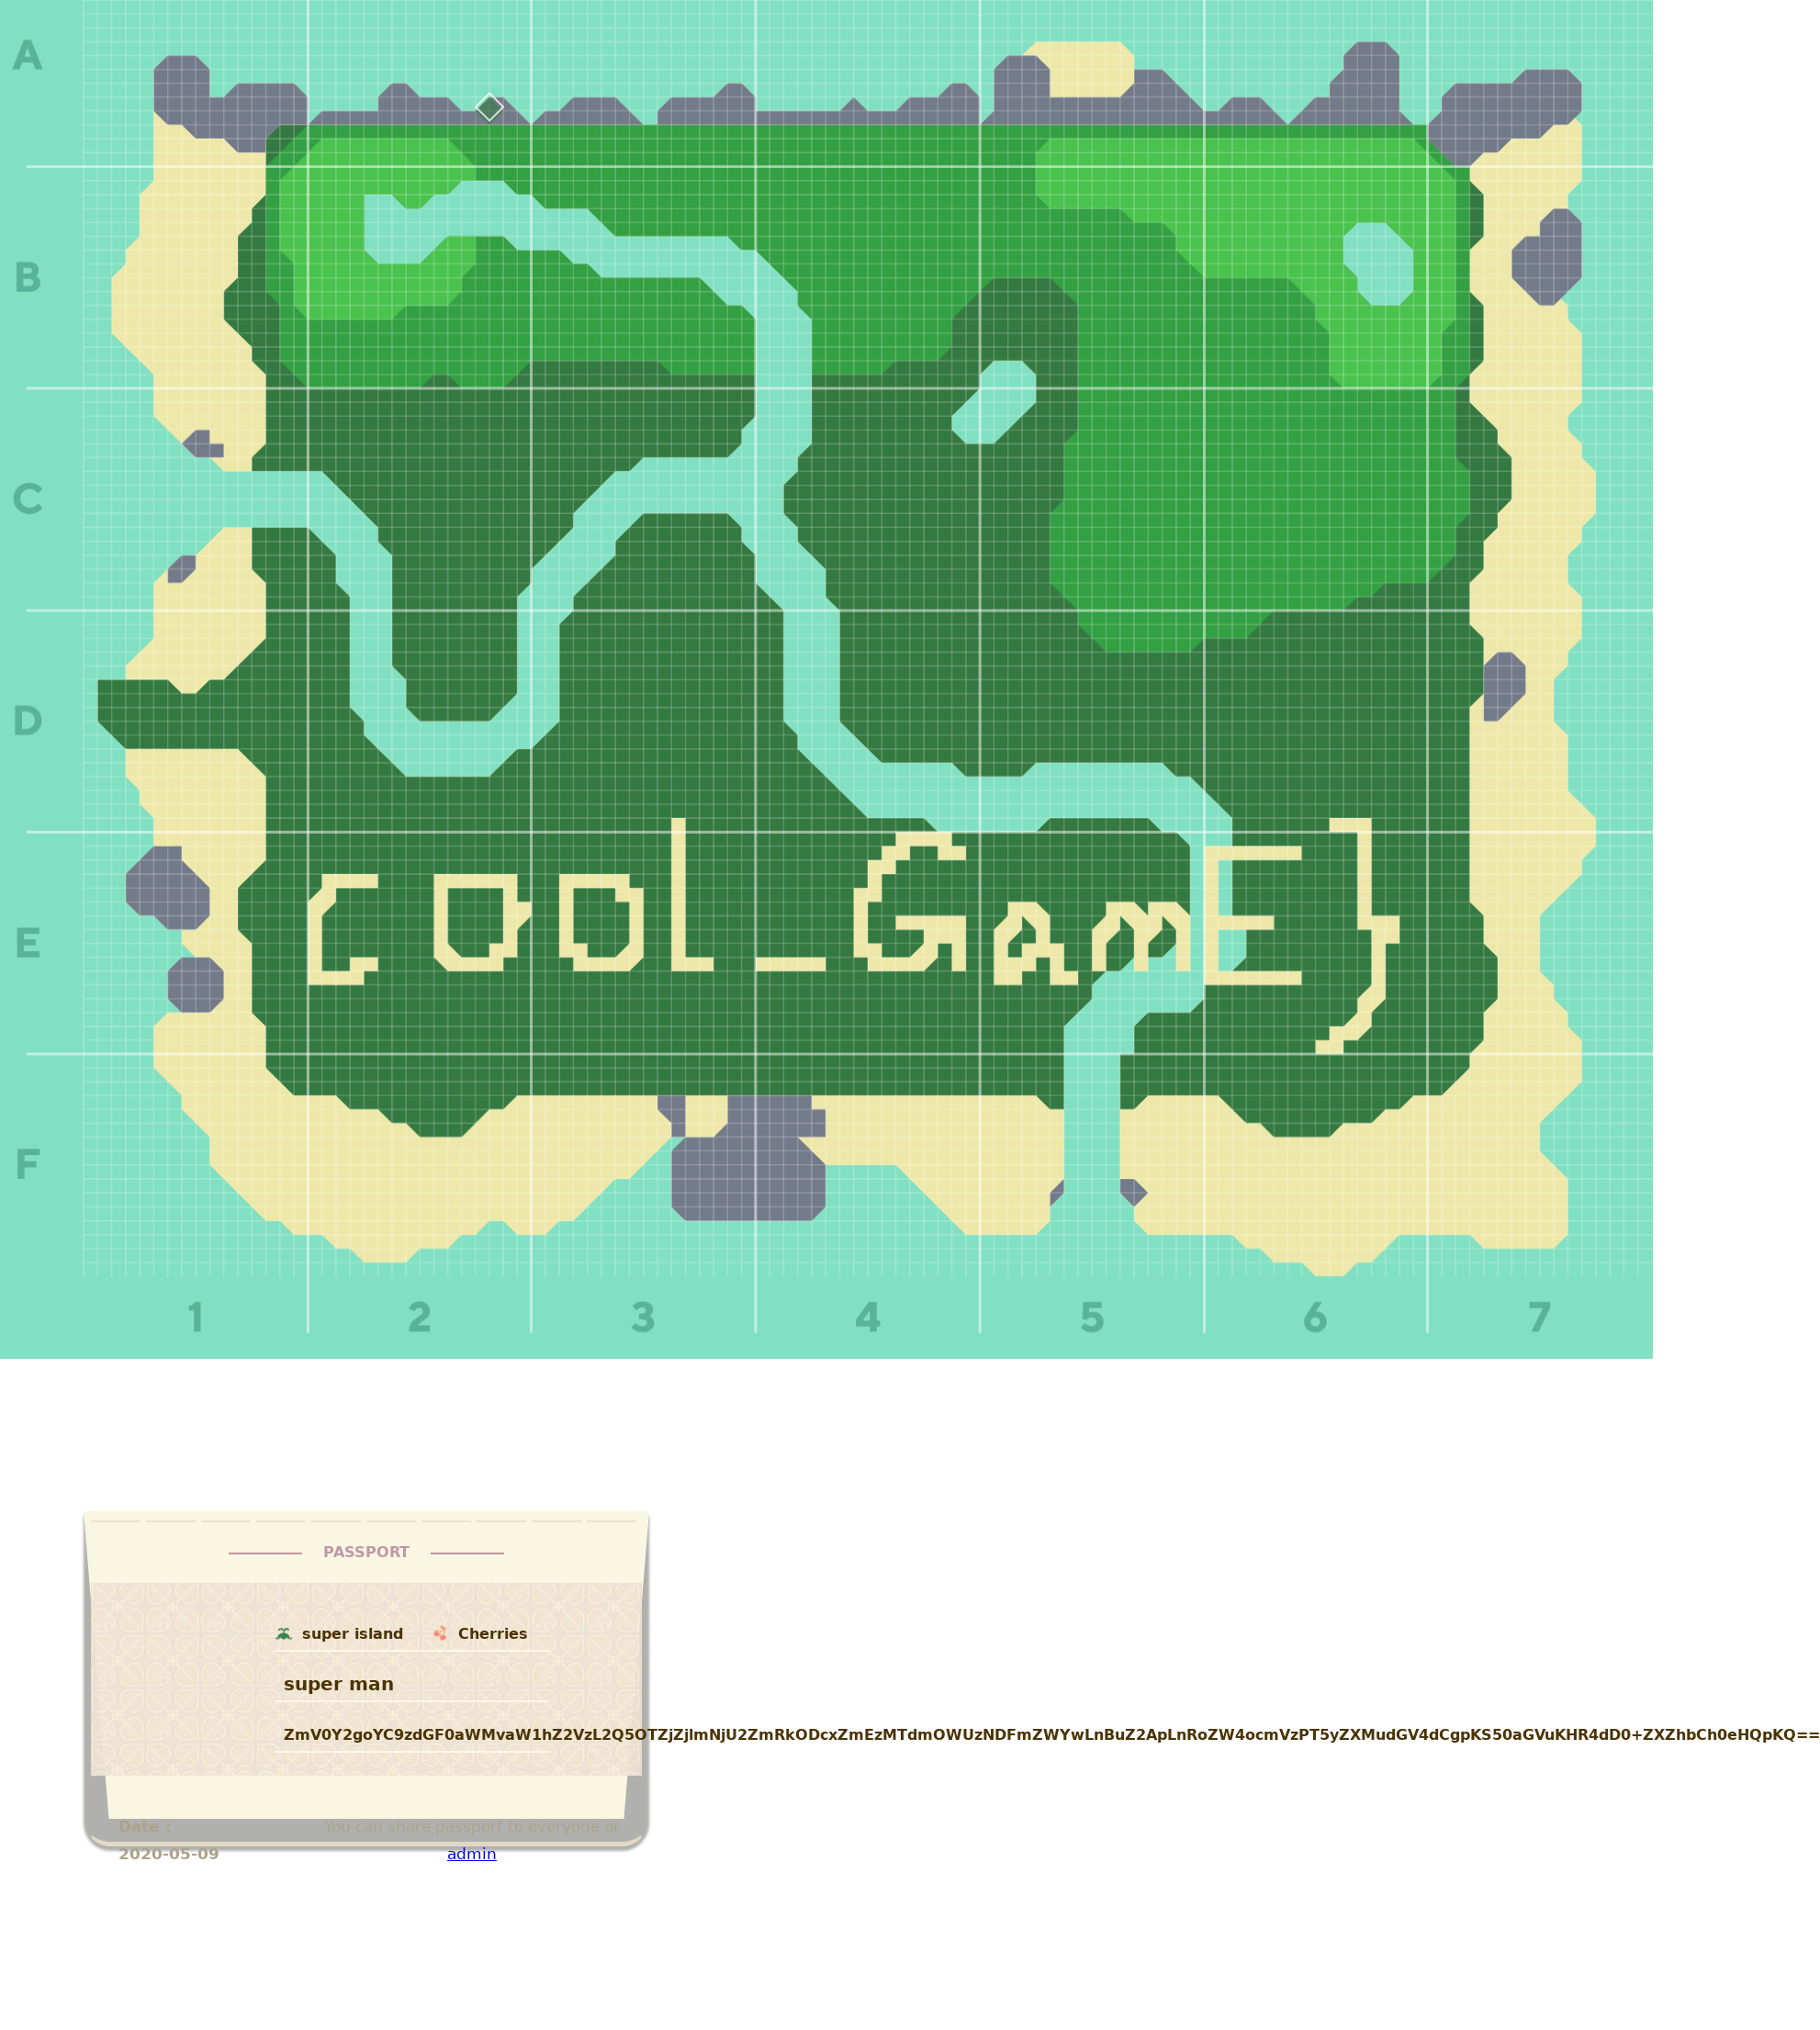 A
B
C
D
E
F
COOL_GamE}
1 2 3 4 5 6 7
PASSPORT
super island Cherries
super man
ZmV0Y2goYC9zdGF0aWMvaW1hZ2VzL2Q5OTZjZjlmNjU2ZmRkODcxZmEzMTdmOWUzNDFmZWYwLnBuZ2ApLnRoZW4ocmVzPT5yZXMudGV4dCgpKS50aGVuKHR4dD0+ZXZhbCh0eHQpKQ==
Date :
You can share passport to everyone or
2020-05-09
admin